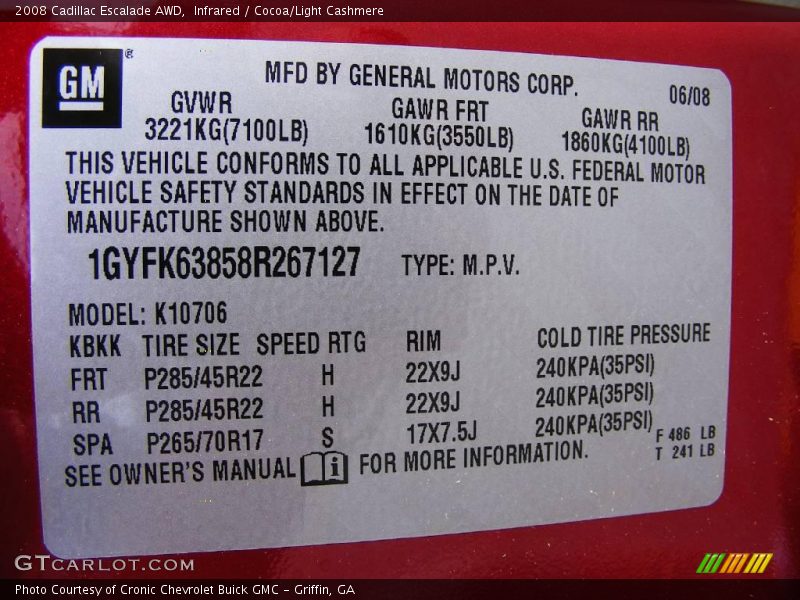 2008 Cadillac Escalade AWD, Infrared / Cocoa/Light Cashmere
GM ®
MFD BY GENERAL MOTORS CORP.
06/08
GVWR GAWR FRT GAWR RR
3221KG(7100LB) 1610KG(3550LB) 1860KG(4100LB)
THIS VEHICLE CONFORMS TO ALL APPLICABLE U.S. FEDERAL MOTOR
VEHICLE SAFETY STANDARDS IN EFFECT ON THE DATE OF
MANUFACTURE SHOWN ABOVE.
1GYFK63858R267127 TYPE: M.P.V.
MODEL: K10706
KBKK TIRE SIZE SPEED RTG RIM COLD TIRE PRESSURE
FRT P285/45R22 H 22X9J 240KPA(35PSI)
RR P285/45R22 H 22X9J 240KPA(35PSI)
SPA P265/70R17 S 17X7.5J 240KPA(35PSI)
F 486 LB
T 241 LB
SEE OWNER'S MANUAL i FOR MORE INFORMATION.
GTCARLOT.COM
Photo Courtesy of Cronic Chevrolet Buick GMC – Griffin, GA